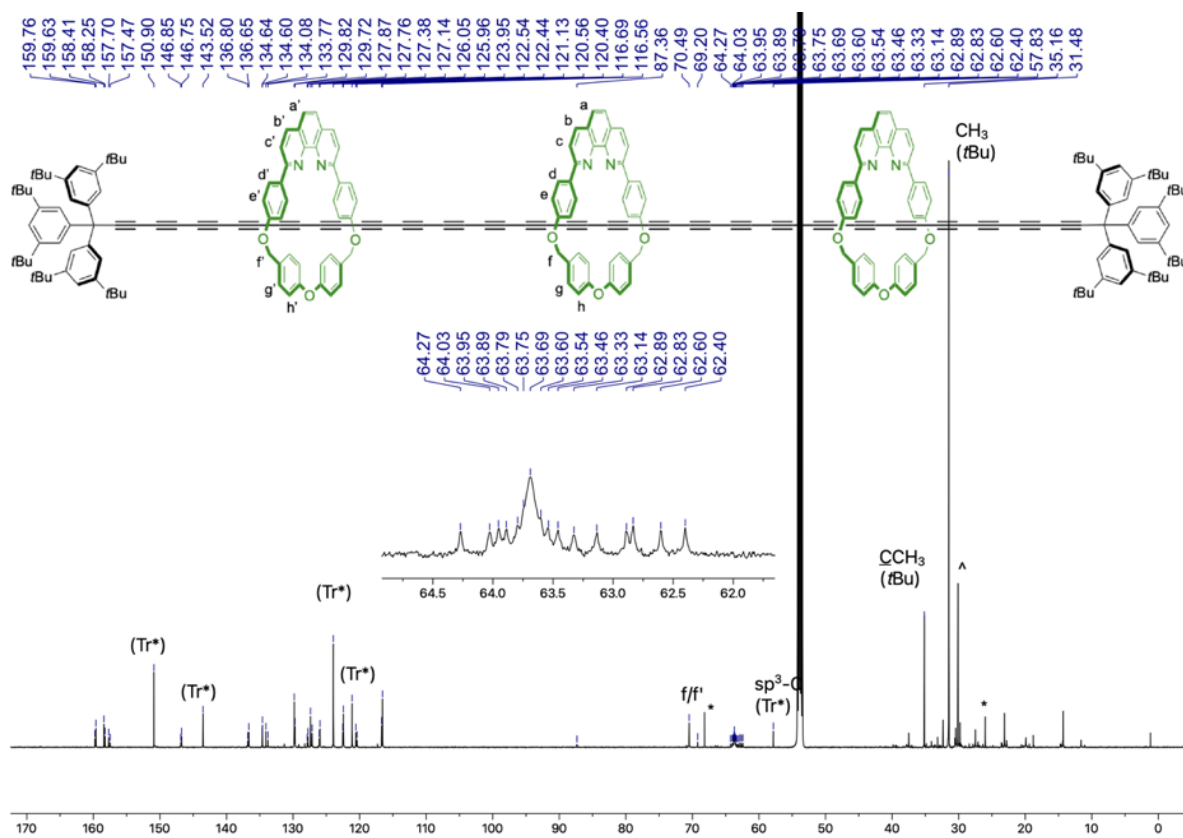 159.76
159.63
158.41
158.25
157.70
157.47
150.90
146.85
146.75
143.52
136.80
136.65
134.64
134.60
134.08
133.77
129.82
129.72
127.87
127.76
127.38
127.14
126.05
125.96
123.95
122.54
122.44
121.13
120.56
120.40
116.69
116.56
87.36
70.49
69.20
64.27
64.03
63.95
63.89
63.75
63.69
63.60
63.54
63.46
63.33
63.14
62.89
62.83
62.60
62.40
57.83
35.16
31.48
tBu
tBu
tBu
tBu
tBu
tBu
a'
b'
c'
N N
d'
e'
O
O
f'
g'
O
h'
a
b
c
N N
d
e
O
O
f
g
O
h
N N
O
O
O
tBu
tBu
tBu
tBu
tBu
tBu
CH3
(tBu)
64.27
64.03
63.95
63.89
63.79
63.75
63.69
63.60
63.54
63.46
63.33
63.14
62.89
62.83
62.60
62.40
64.5 64.0 63.5 63.0 62.5 62.0
(Tr*)
(Tr*)
(Tr*)
(Tr*)
f/f'
*
sp3-C
(Tr*)
CCH3
(tBu)
^
*
170 160 150 140 130 120 110 100 90 80 70 60 50 40 30 20 10 0